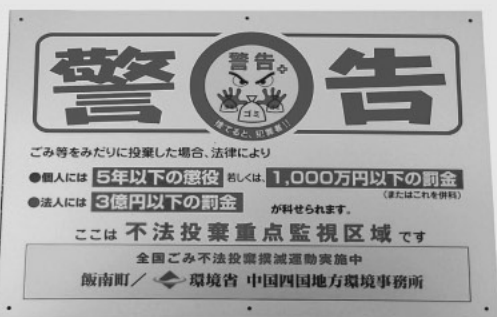 警告
警告
ゴミ
捨てると、犯罪者!!
ごみ等をみだりに投棄した場合、法律により
●個人には 5年以下の懲役 若しくは、1,000万円以下の罰金
(またはこれを併科)
●法人には 3億円以下の罰金 が科せられます。
ここは 不法投棄重点監視区域 です
全国ごみ不法投棄撲滅運動実施中
飯南町/ 環境省 中国四国地方環境事務所